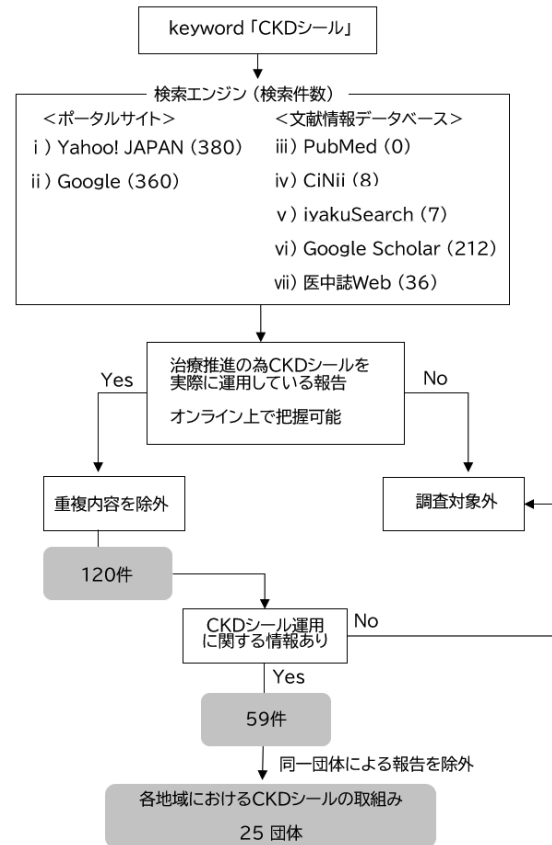 keyword「CKDシール」
検索エンジン（検索件数）
＜ポータルサイト＞
ⅰ）Yahoo! JAPAN（380）
ⅱ）Google（360）
＜文献情報データベース＞
ⅲ）PubMed（0）
ⅳ）CiNii（8）
ⅴ）iyakuSearch（7）
ⅵ）Google Scholar（212）
ⅶ）医中誌Web（36）
治療推進の為CKDシールを
実際に運用している報告
オンライン上で把握可能
Yes
No
重複内容を除外
調査対象外
120件
CKDシール運用
に関する情報あり
No
Yes
59件
同一団体による報告を除外
各地域におけるCKDシールの取組み
25 団体